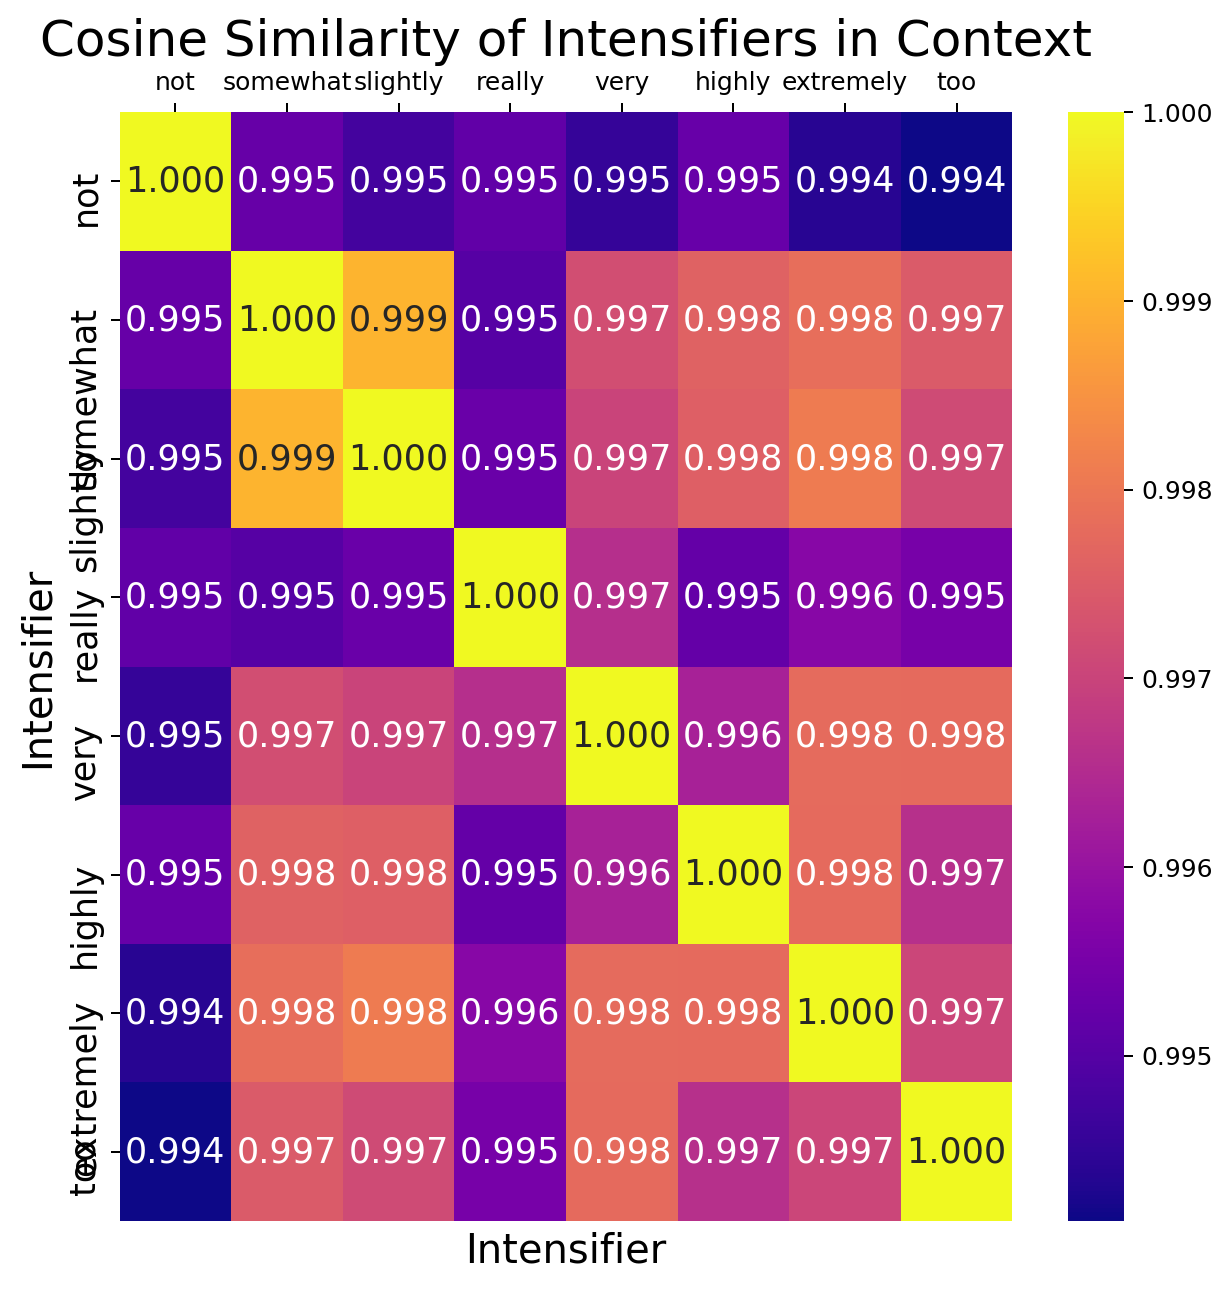 Cosine Similarity of Intensifiers in Context
not somewhat slightly really very highly extremely too
not 1.000 0.995 0.995 0.995 0.995 0.995 0.994 0.994
somewhat 0.995 1.000 0.999 0.995 0.997 0.998 0.998 0.997
slightly 0.995 0.999 1.000 0.995 0.997 0.998 0.998 0.997
really 0.995 0.995 0.995 1.000 0.997 0.995 0.996 0.995
very 0.995 0.997 0.997 0.997 1.000 0.996 0.998 0.998
highly 0.995 0.998 0.998 0.995 0.996 1.000 0.998 0.997
extremely 0.994 0.998 0.998 0.996 0.998 0.998 1.000 0.997
too 0.994 0.997 0.997 0.995 0.998 0.997 0.997 1.000
Intensifier
Intensifier
1.000
0.999
0.998
0.997
0.996
0.995